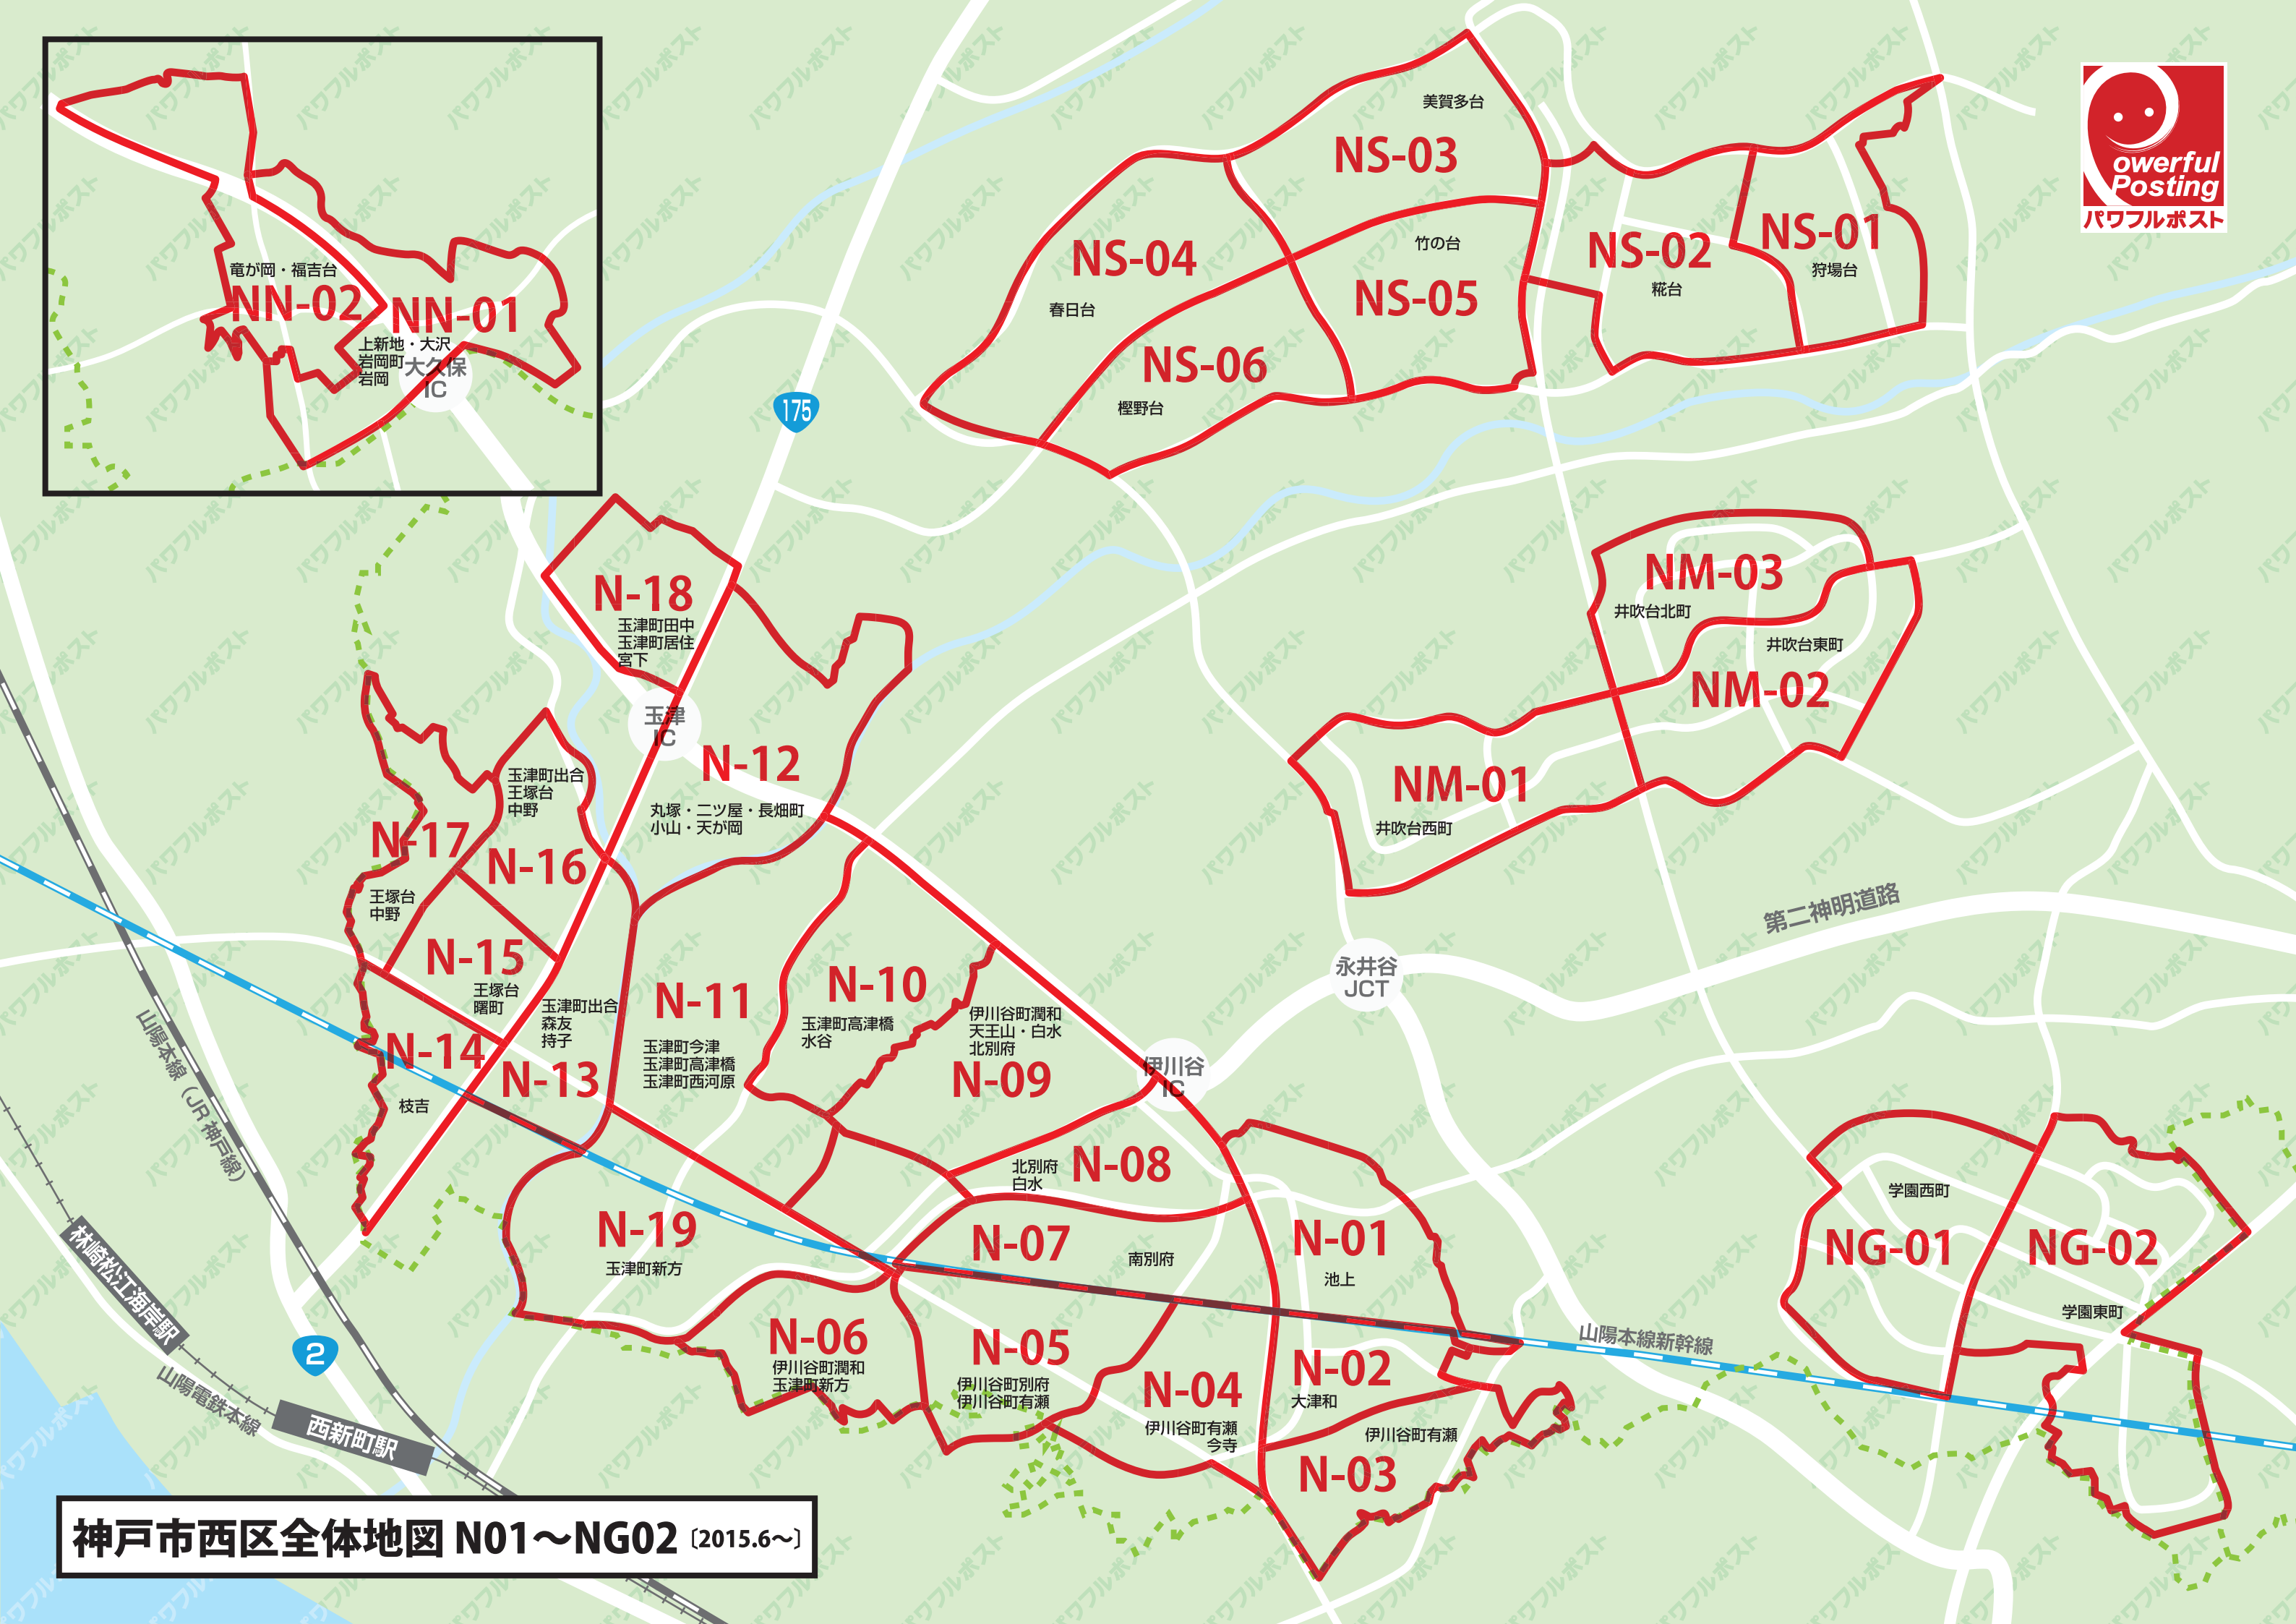 竜が岡・福吉台
NN-02
NN-01
上新地・大沢
岩岡町
岩岡
大久保
IC
175
美賀多台
NS-03
NS-04
春日台
竹の台
NS-05
NS-06
樫野台
NS-02
糀台
NS-01
狩場台
owerful
Posting
パワフルポスト
N-18
玉津町田中
玉津町居住
宮下
玉津
IC
N-12
丸塚・二ツ屋・長畑町
小山・天が岡
NM-03
井吹台北町
井吹台東町
NM-02
NM-01
井吹台西町
玉津町出合
王塚台
中野
N-17
N-16
王塚台
中野
N-15
王塚台
曙町
玉津町出合
森友
持子
N-14
枝吉
N-13
N-11
玉津町今津
玉津町高津橋
玉津町西河原
N-10
玉津町高津橋
水谷
伊川谷町潤和
天王山・白水
北別府
N-09
伊川谷
IC
永井谷
JCT
第二神明道路
北別府
白水
N-08
N-07
南別府
N-01
池上
N-19
玉津町新方
N-06
伊川谷町潤和
玉津町新方
N-05
伊川谷町別府
伊川谷町有瀬
N-04
伊川谷町有瀬
今寺
N-02
大津和
伊川谷町有瀬
N-03
山陽本線新幹線
学園西町
NG-01
NG-02
学園東町
山陽本線（JR神戸線）
林崎松江海岸駅
2
山陽電鉄本線
西新町駅
神戸市西区全体地図 N01〜NG02〔2015.6〜〕